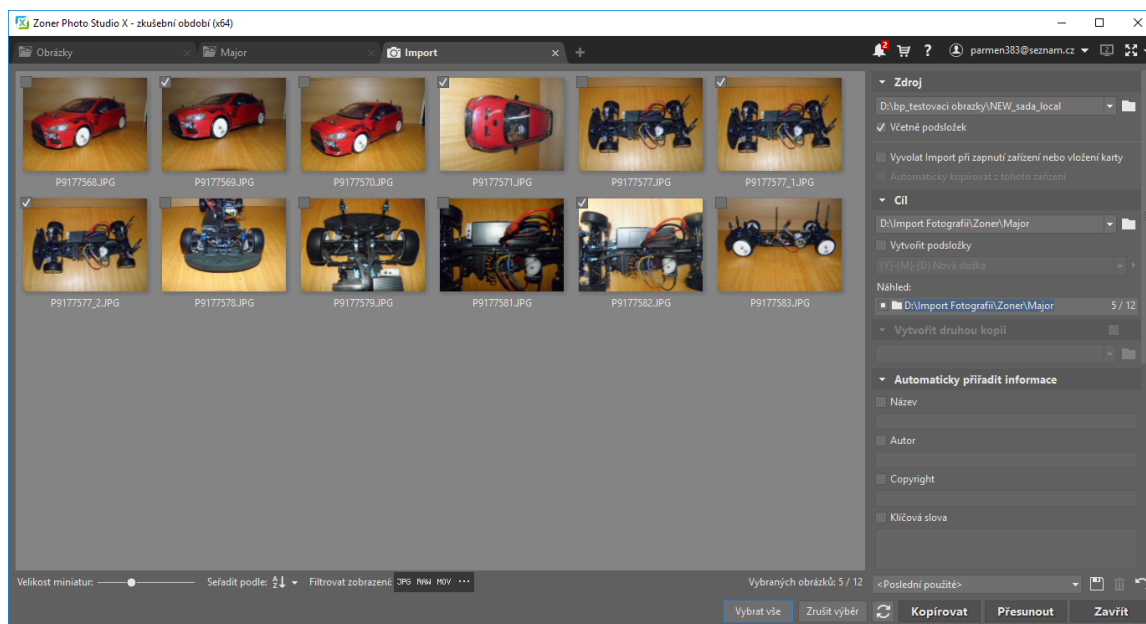 Zoner Photo Studio X - zkušební období (x64)
Obrázky
Major
Import
2
parmen383@seznam.cz
2
P9177568.JPG
P9177569.JPG
P9177570.JPG
P9177571.JPG
P9177577.JPG
P9177577_1.JPG
P9177577_2.JPG
P9177578.JPG
P9177579.JPG
P9177581.JPG
P9177582.JPG
P9177583.JPG
Zdroj
D:\bp_testovaci obrazky\NEW_sada_local
Včetně podsložek
Vyvolat Import při zapnutí zařízení nebo vložení karty
Automaticky kopírovat z tohoto zařízení
Cíl
D:\Import Fotografii\Zoner\Major
Vytvořit podsložky
{Y}-{M}-{D} Nová složka
Náhled:
D:\Import Fotografii\Zoner\Major 5 / 12
Vytvořit druhou kopii
Automaticky přiřadit informace
Název
Autor
Copyright
Klíčová slova
Velikost miniatur: Seřadit podle: Filtrovat zobrazení: JPG RAW MOV ··· Vybraných obrázků: 5 / 12
<Poslední použité>
Vybrat vše Zrušit výběr Kopírovat Přesunout Zavřít